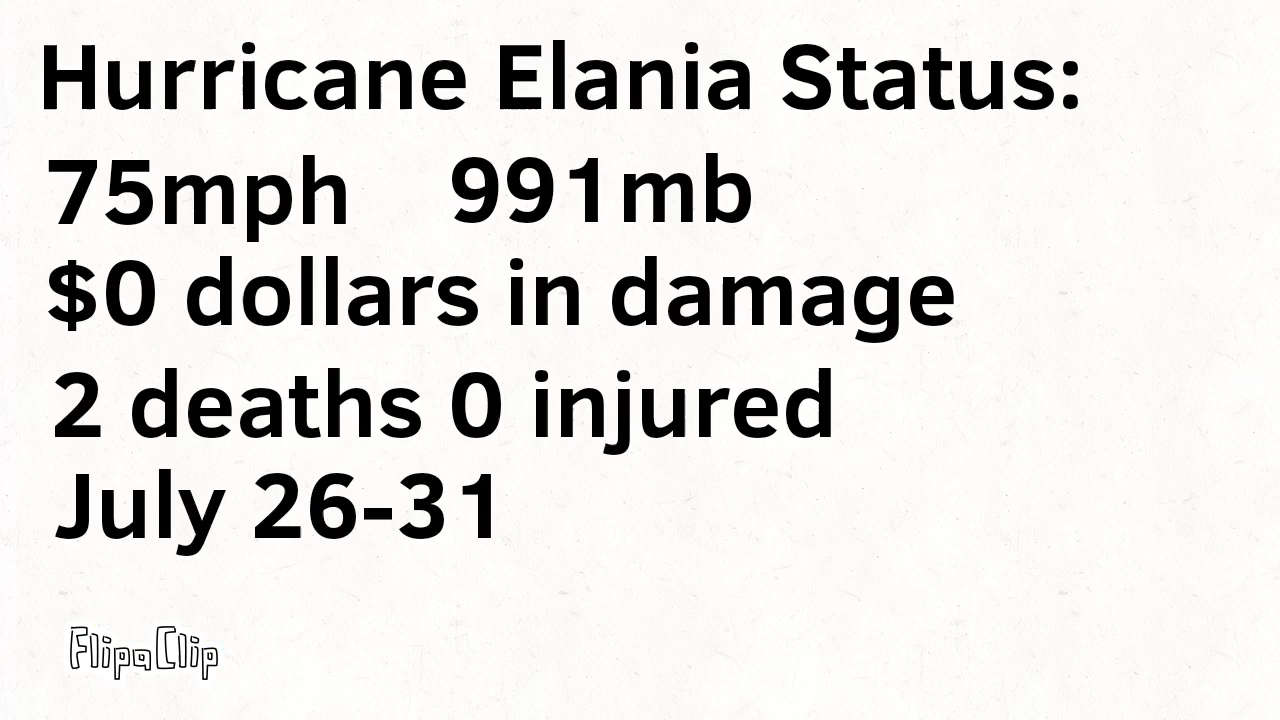 Hurricane Elania Status:
75mph 991mb
$0 dollars in damage
2 deaths 0 injured
July 26-31
FlipaClip